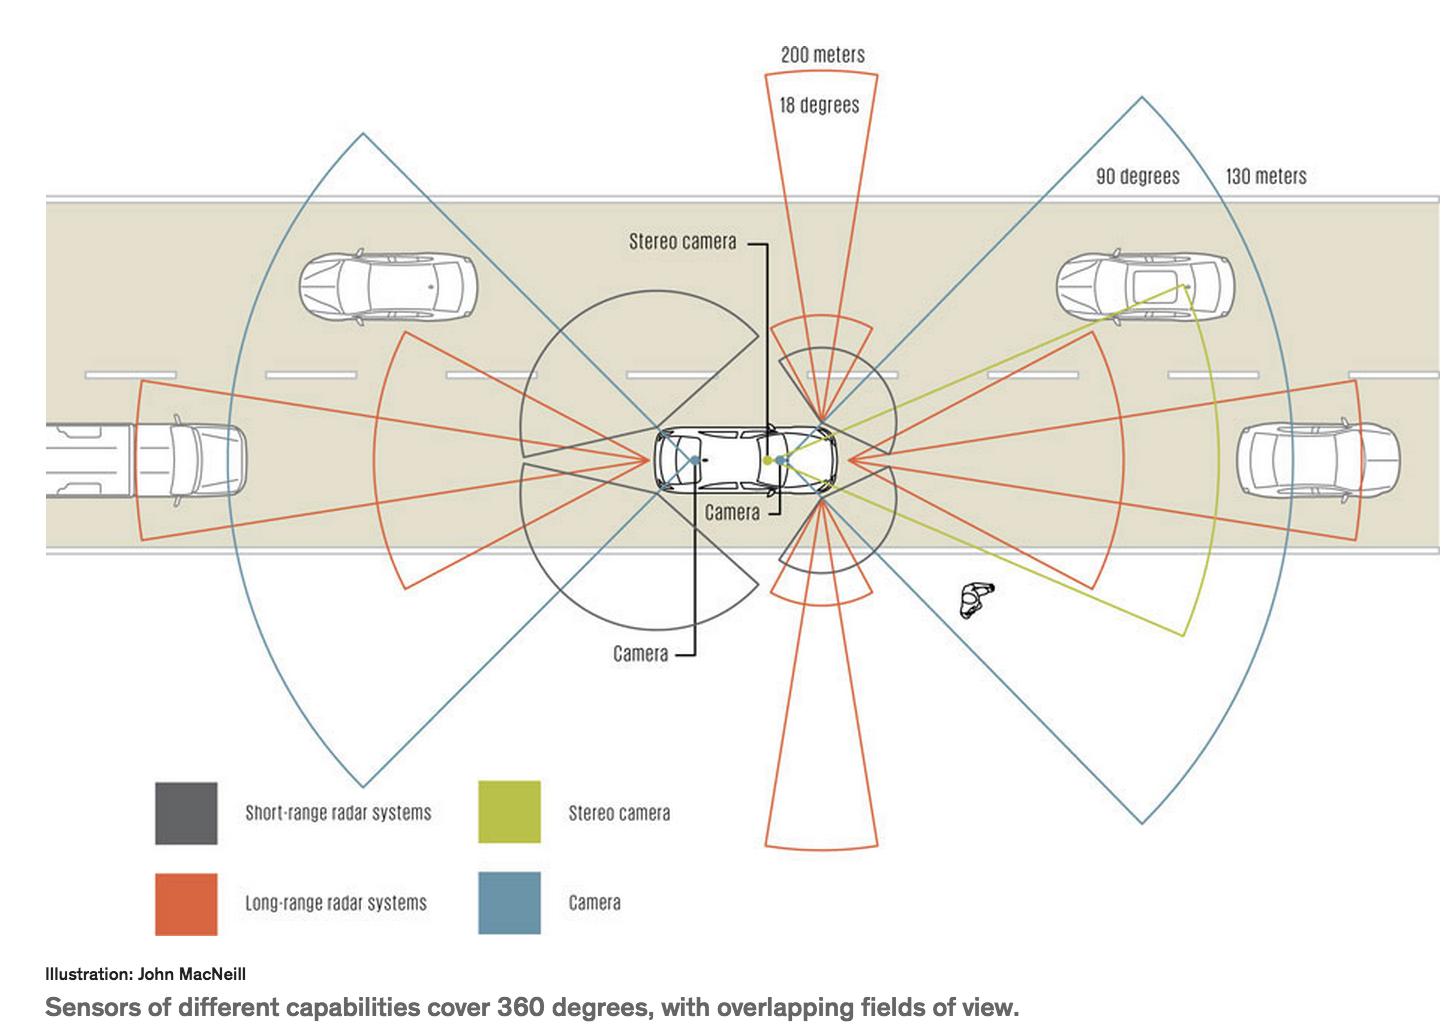 200 meters
18 degrees
90 degrees
130 meters
Stereo camera
Camera
Camera
Short-range radar systems
Stereo camera
Long-range radar systems
Camera
Illustration: John MacNeill
Sensors of different capabilities cover 360 degrees, with overlapping fields of view.